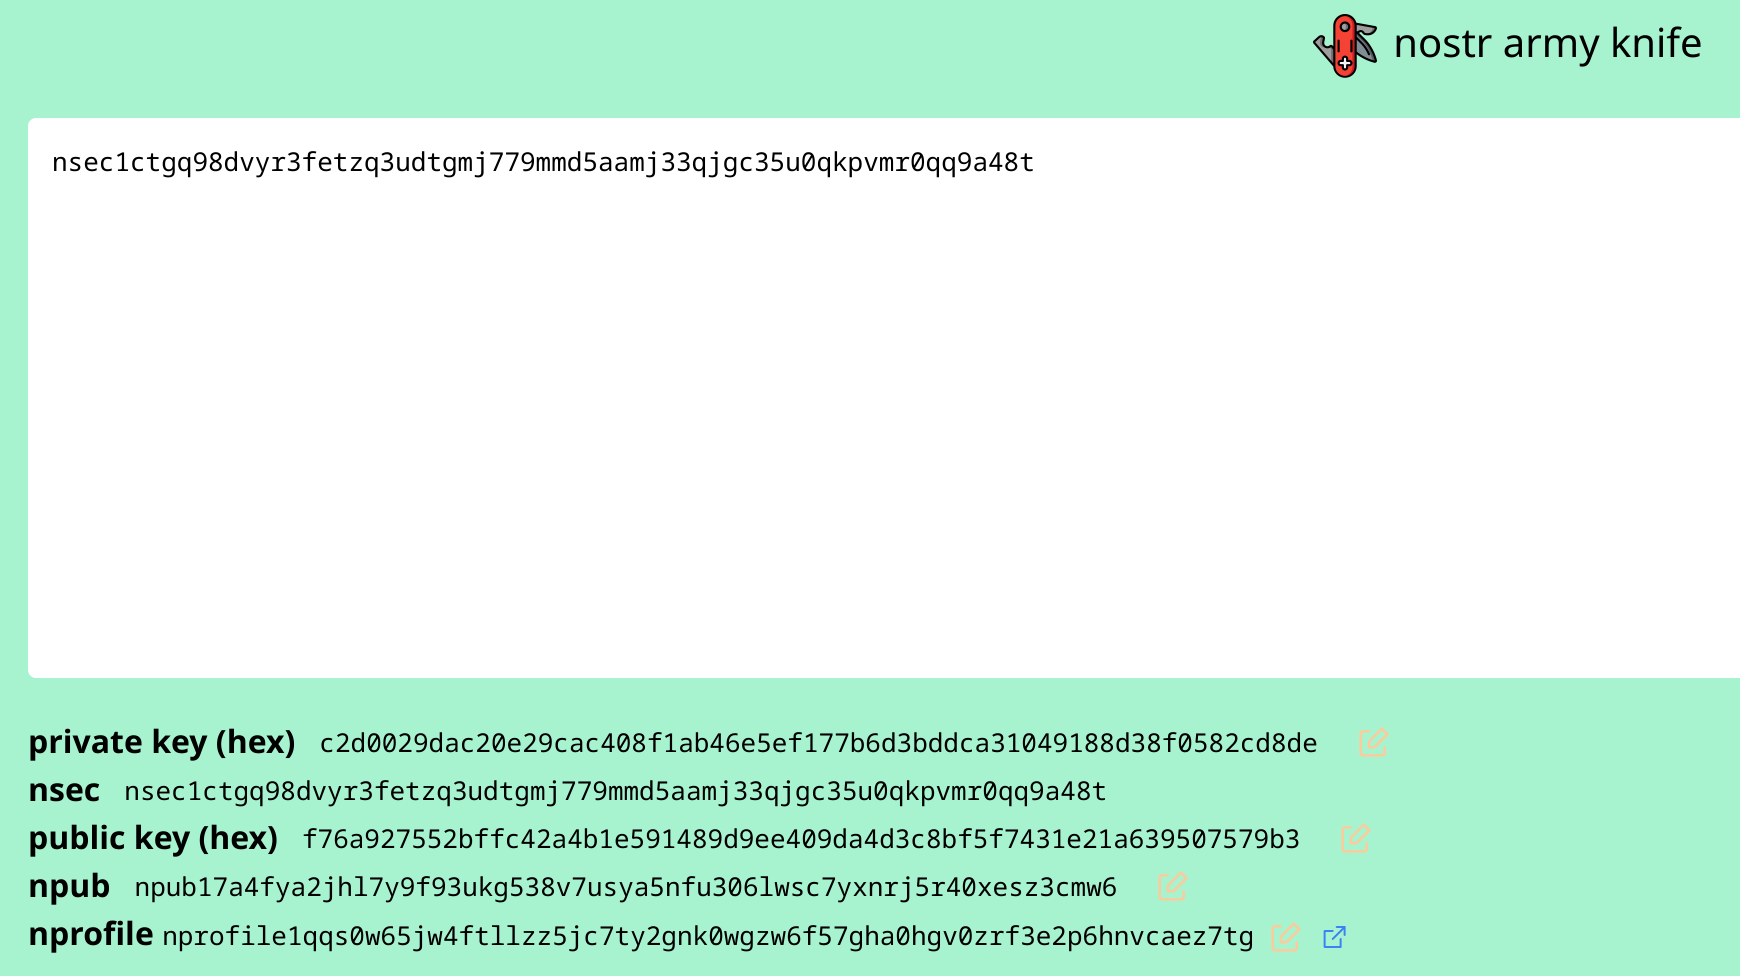 nostr army knife
nsec1ctgq98dvyr3fetzq3udtgmj779mmd5aamj33qjgc35u0qkpvmr0qq9a48t
private key (hex) c2d0029dac20e29cac408f1ab46e5ef177b6d3bddca31049188d38f0582cd8de
nsec nsec1ctgq98dvyr3fetzq3udtgmj779mmd5aamj33qjgc35u0qkpvmr0qq9a48t
public key (hex) f76a927552bffc42a4b1e591489d9ee409da4d3c8bf5f7431e21a639507579b3
npub npub17a4fya2jhl7y9f93ukg538v7usya5nfu306lwsc7yxnrj5r40xesz3cmw6
nprofile nprofile1qqs0w65jw4ftllzz5jc7ty2gnk0wgzw6f57gha0hgv0zrf3e2p6hnvcaez7tg